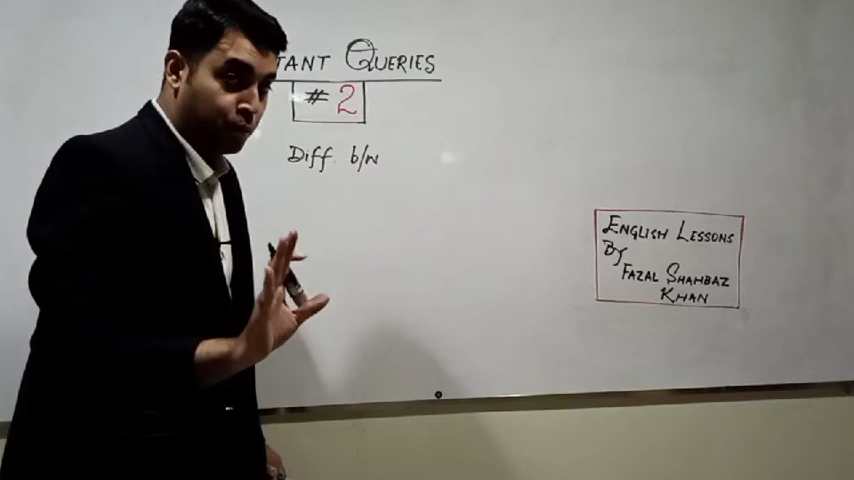 TANT QUERIES
# 2
Diff b/w
ENGLISH LESSONS
By
FAZAL SHAHBAZ
KHAN